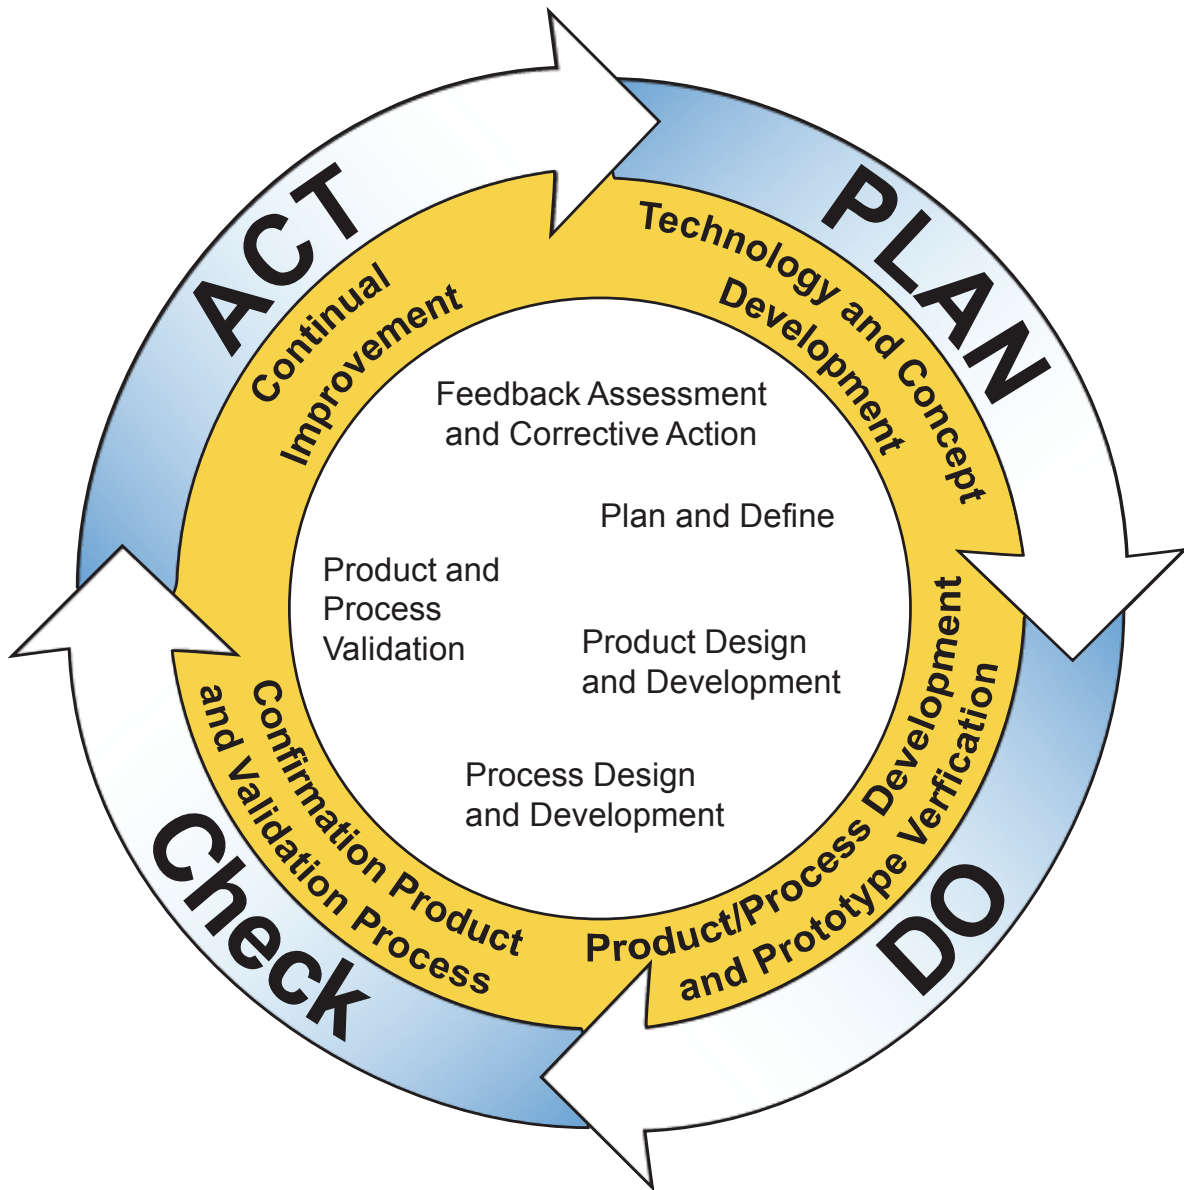 ACT
PLAN
DO
Check
Continual
Improvement
Technology and Concept
Development
Product/Process Development
and Prototype Verfication
Confirmation Product
and Validation Process
Feedback Assessment
and Corrective Action
Plan and Define
Product Design
and Development
Process Design
and Development
Product and
Process
Validation